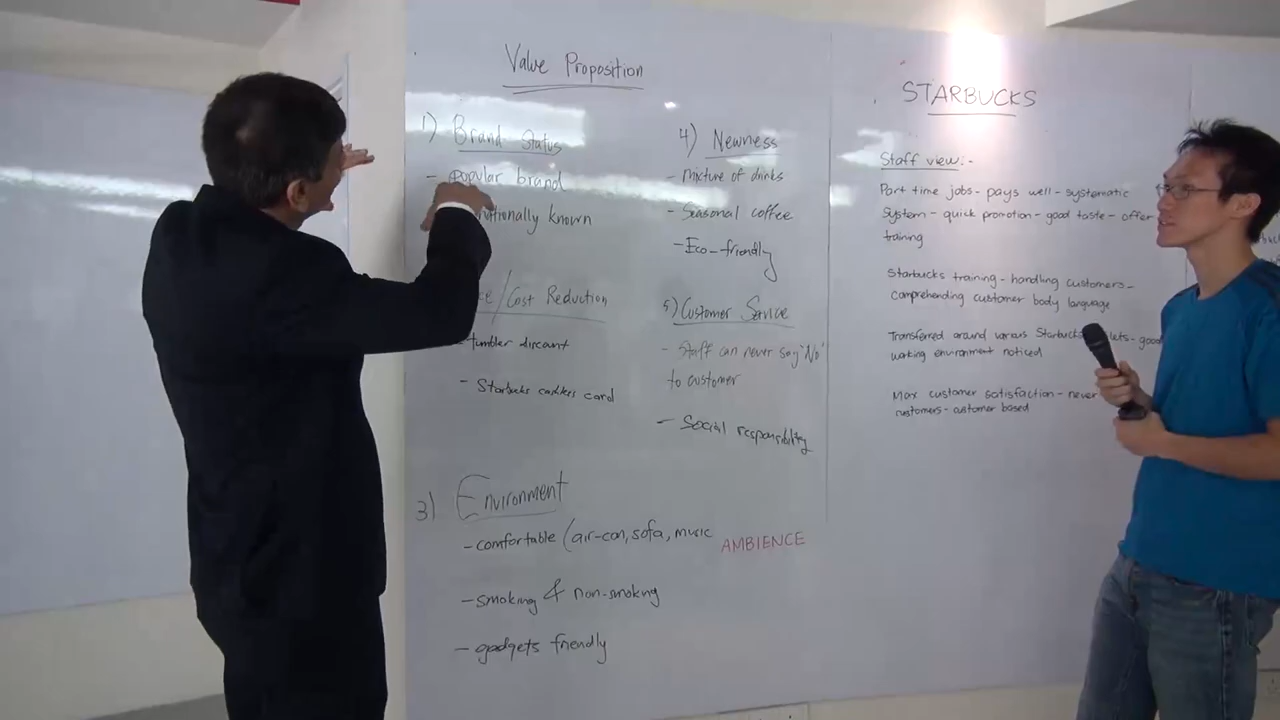 Value Proposition
1) Brand Status
- popular brand
nationally known
/Cost Reduction
- tumbler discount
- Starbucks card
3) Environment
- comfortable (air-con, sofa, music
AMBIENCE
- smoking & non-smoking
- gadgets friendly
4) Newness
- mixture of drinks
- Seasonal coffee
- Eco-friendly
5) Customer Service
- Staff can never say "No"
to customer
- Social responsibility
STARBUCKS
Staff view:-
Part time jobs - pays well - systematic
System - quick promotion - good taste - offer
training
Starbucks training - handling customers -
comprehending customer body language
Transferred around various Starbucks lets - good
working environment noticed
Max customer satisfaction - never
customers - customer based